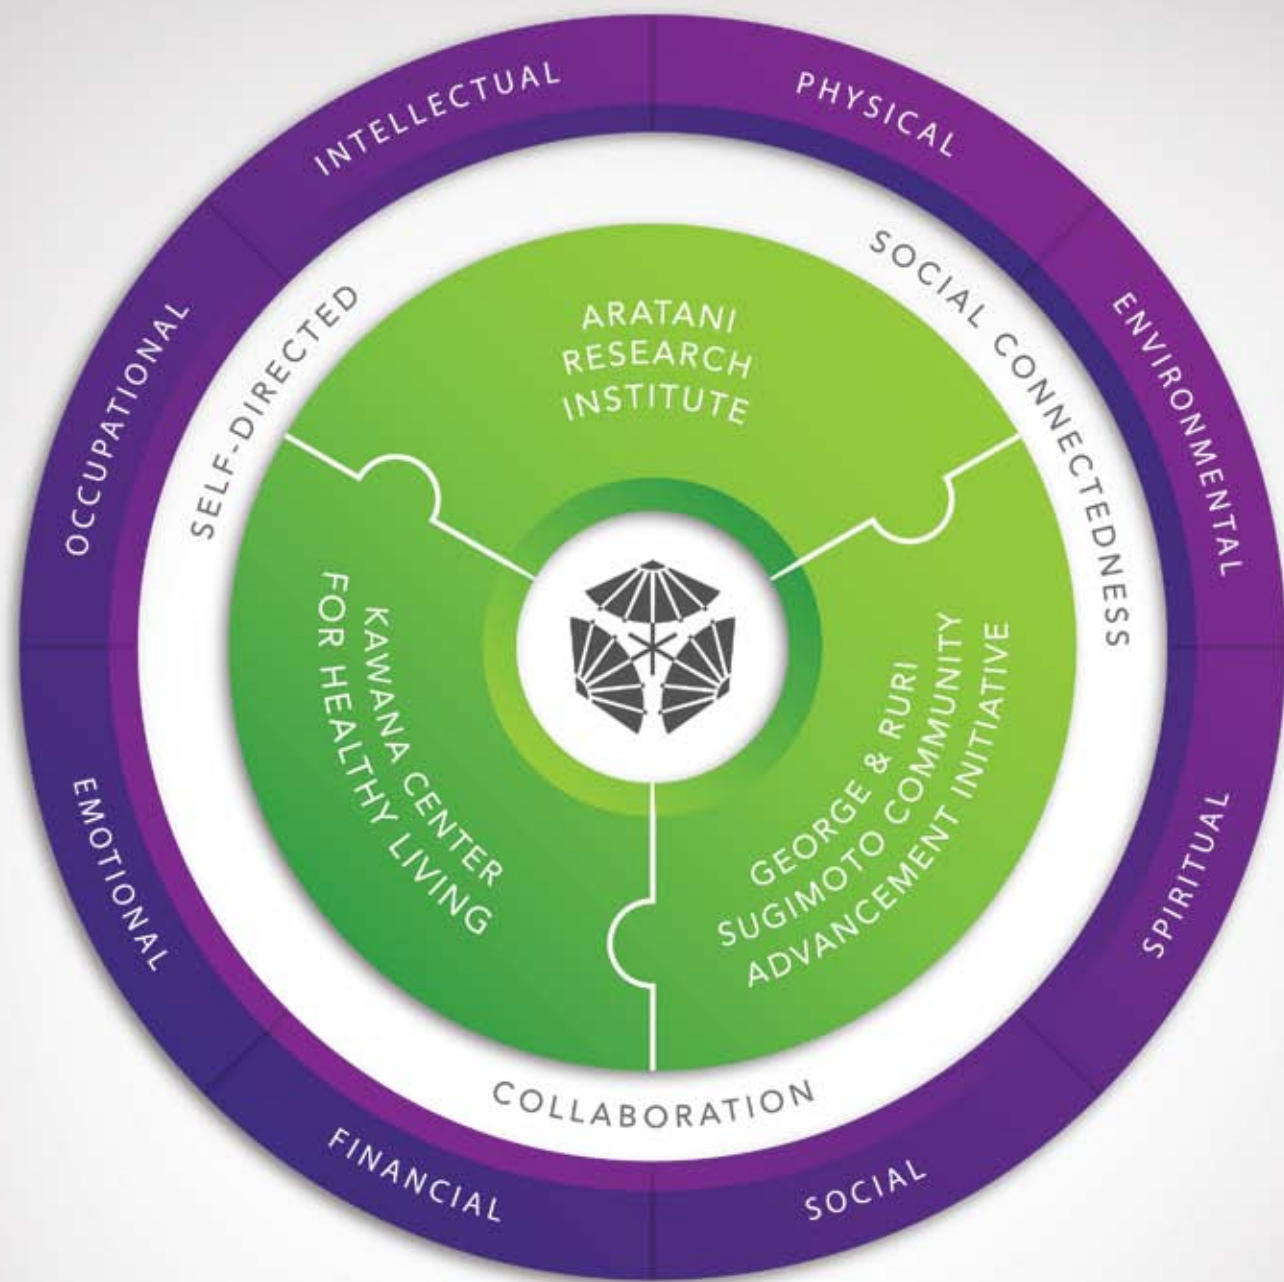 INTELLECTUAL
PHYSICAL
ENVIRONMENTAL
SPIRITUAL
SOCIAL
FINANCIAL
EMOTIONAL
OCCUPATIONAL
SELF-DIRECTED
SOCIAL CONNECTEDNESS
COLLABORATION
ARATANI
RESEARCH
INSTITUTE
GEORGE & RURI
SUGIMOTO COMMUNITY
ADVANCEMENT INITIATIVE
KAWANA CENTER
FOR HEALTHY LIVING